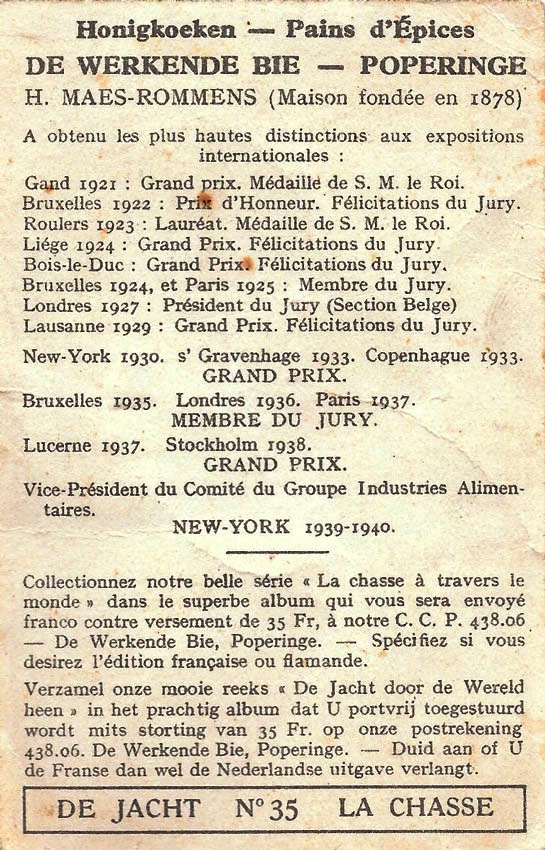 Honigkoeken — Pains d'Épices
DE WERKENDE BIE — POPERINGE
H. MAES-ROMMENS (Maison fondée en 1878)
A obtenu les plus hautes distinctions aux expositions
internationales :
Gand 1921 : Grand prix. Médaille de S. M. le Roi.
Bruxelles 1922 : Prix d'Honneur. Félicitations du Jury.
Roulers 1923 : Lauréat. Médaille de S. M. le Roi.
Liége 1924 : Grand Prix. Félicitations du Jury.
Bois-le-Duc : Grand Prix. Félicitations du Jury.
Bruxelles 1924, et Paris 1925 : Membre du Jury.
Londres 1927 : Président du Jury (Section Belge)
Lausanne 1929 : Grand Prix. Félicitations du Jury.
New-York 1930. s' Gravenhage 1933. Copenhague 1933.
GRAND PRIX.
Bruxelles 1935. Londres 1936. Paris 1937.
MEMBRE DU JURY.
Lucerne 1937. Stockholm 1938.
GRAND PRIX.
Vice-Président du Comité du Groupe Industries Alimen-
taires.
NEW-YORK 1939-1940.
Collectionnez notre belle série « La chasse à travers le
monde » dans le superbe album qui vous sera envoyé
franco contre versement de 35 Fr, à notre C. C. P. 438.06
— De Werkende Bie, Poperinge. — Spécifiez si vous
desirez l'édition française ou flamande.
Verzamel onze mooie reeks « De Jacht door de Wereld
heen » in het prachtig album dat U portvrij toegestuurd
wordt mits storting van 35 Fr. op onze postrekening
438.06. De Werkende Bie, Poperinge. — Duid aan of U
de Franse dan wel de Nederlandse uitgave verlangt.
DE JACHT N° 35 LA CHASSE